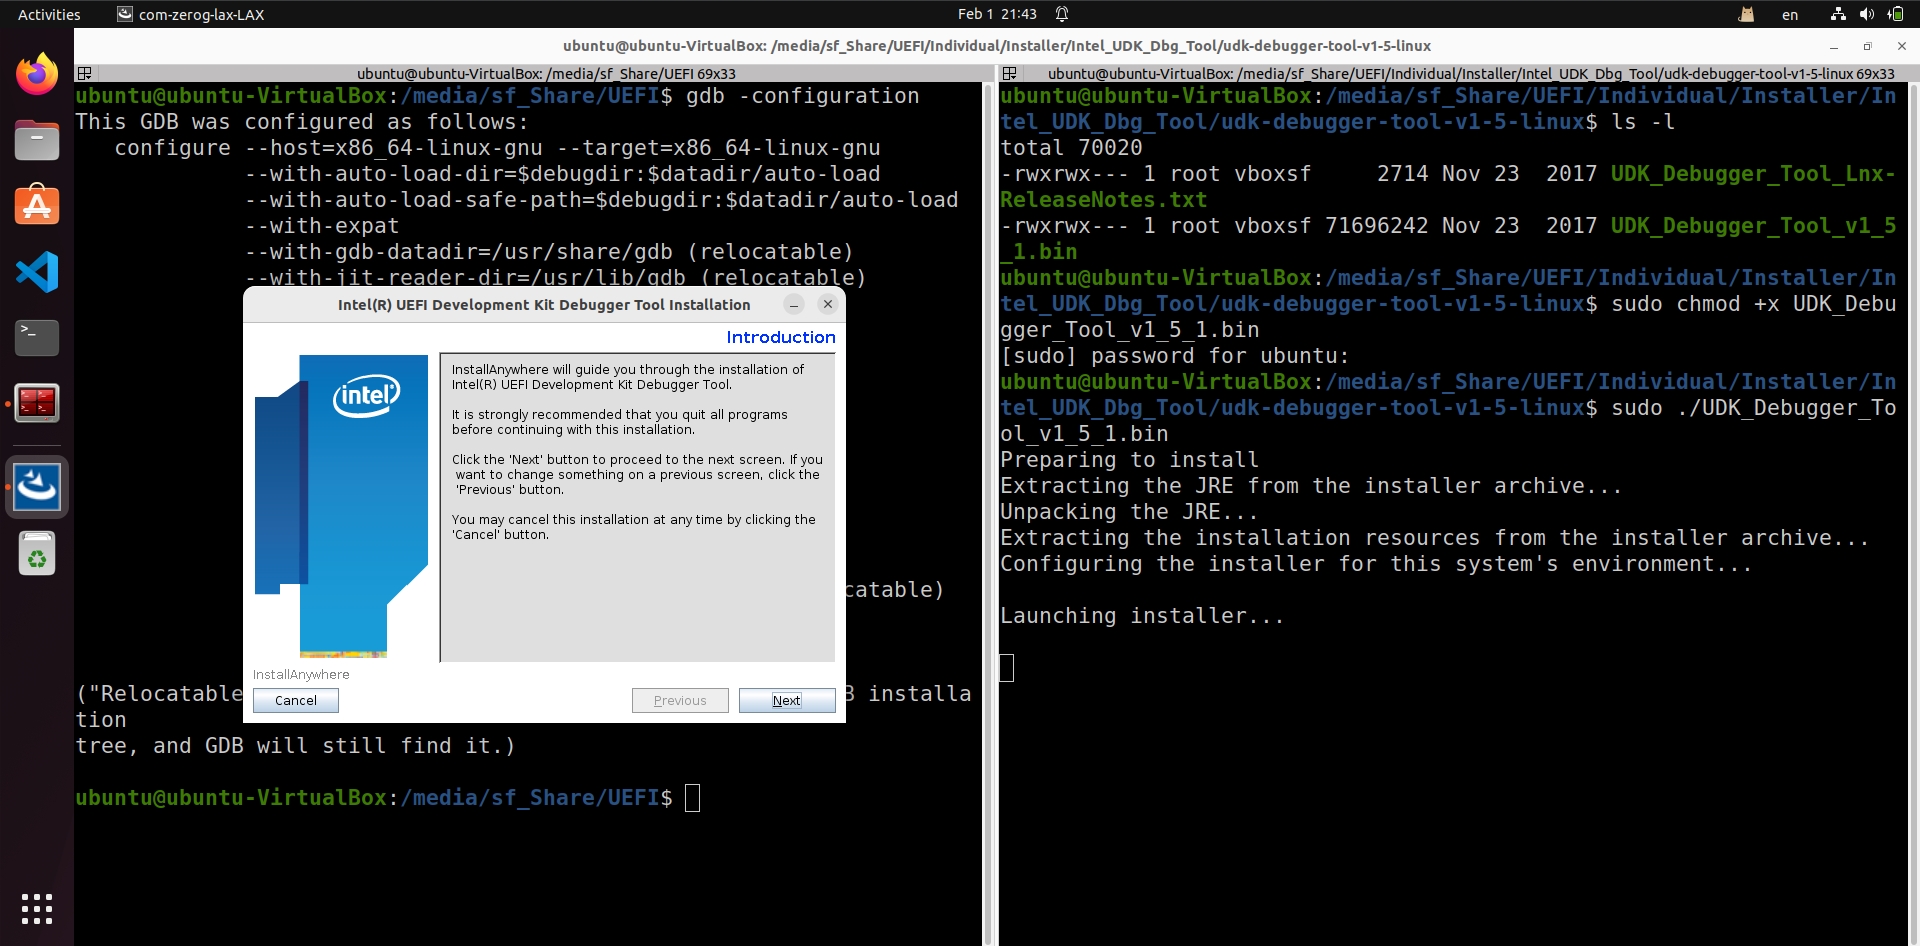 Activities
com-zerog-lax-LAX
Feb 1 21:43
en
ubuntu@ubuntu-VirtualBox: /media/sf_Share/UEFI/Individual/Installer/Intel_UDK_Dbg_Tool/udk-debugger-tool-v1-5-linux
ubuntu@ubuntu-VirtualBox: /media/sf_Share/UEFI 69x33
ubuntu@ubuntu-VirtualBox:/media/sf_Share/UEFI$ gdb -configuration
This GDB was configured as follows:
configure --host=x86_64-linux-gnu --target=x86_64-linux-gnu
--with-auto-load-dir=$debugdir:$datadir/auto-load
--with-auto-load-safe-path=$debugdir:$datadir/auto-load
--with-expat
--with-gdb-datadir=/usr/share/gdb (relocatable)
--with-jit-reader-dir=/usr/lib/gdb (relocatable)
catable)
("Relocatable
B installa
tion
tree, and GDB will still find it.)
ubuntu@ubuntu-VirtualBox:/media/sf_Share/UEFI$
Intel(R) UEFI Development Kit Debugger Tool Installation
Introduction
intel
InstallAnywhere will guide you through the installation of
Intel(R) UEFI Development Kit Debugger Tool.
It is strongly recommended that you quit all programs
before continuing with this installation.
Click the 'Next' button to proceed to the next screen. If you
want to change something on a previous screen, click the
'Previous' button.
You may cancel this installation at any time by clicking the
'Cancel' button.
InstallAnywhere
Cancel
Previous
Next
ubuntu@ubuntu-VirtualBox: /media/sf_Share/UEFI/Individual/Installer/Intel_UDK_Dbg_Tool/udk-debugger-tool-v1-5-linux 69x33
ubuntu@ubuntu-VirtualBox:/media/sf_Share/UEFI/Individual/Installer/In
tel_UDK_Dbg_Tool/udk-debugger-tool-v1-5-linux$ ls -l
total 70020
-rwxrwx--- 1 root vboxsf     2714 Nov 23  2017 UDK_Debugger_Tool_Lnx-
ReleaseNotes.txt
-rwxrwx--- 1 root vboxsf 71696242 Nov 23  2017 UDK_Debugger_Tool_v1_5
_1.bin
ubuntu@ubuntu-VirtualBox:/media/sf_Share/UEFI/Individual/Installer/In
tel_UDK_Dbg_Tool/udk-debugger-tool-v1-5-linux$ sudo chmod +x UDK_Debu
gger_Tool_v1_5_1.bin
[sudo] password for ubuntu:
ubuntu@ubuntu-VirtualBox:/media/sf_Share/UEFI/Individual/Installer/In
tel_UDK_Dbg_Tool/udk-debugger-tool-v1-5-linux$ sudo ./UDK_Debugger_To
ol_v1_5_1.bin
Preparing to install
Extracting the JRE from the installer archive...
Unpacking the JRE...
Extracting the installation resources from the installer archive...
Configuring the installer for this system's environment...
Launching installer...